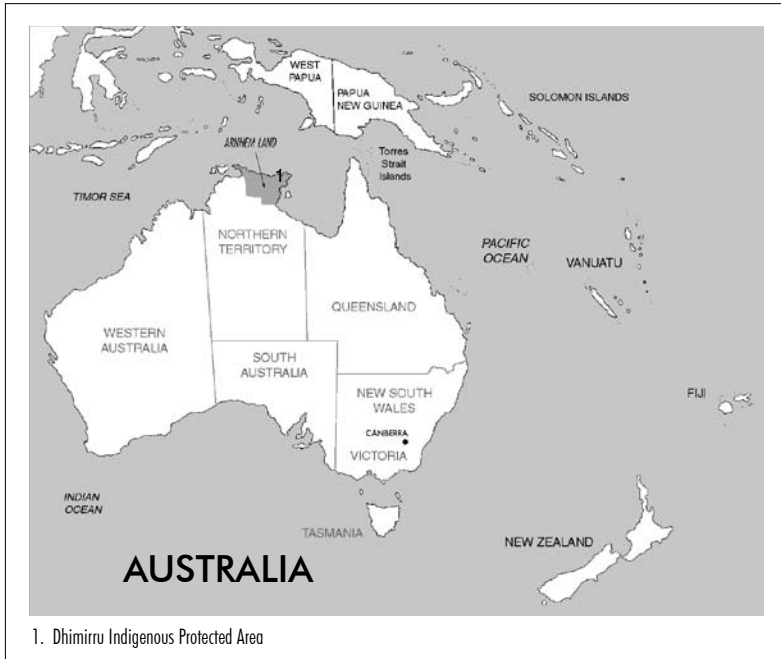 WEST
PAPUA
PAPUA
NEW GUINEA
SOLOMON ISLANDS
ARNHEM LAND
1
Torres
Strait
Islands
TIMOR SEA
NORTHERN
TERRITORY
PACIFIC
OCEAN
VANUATU
QUEENSLAND
WESTERN
AUSTRALIA
SOUTH
AUSTRALIA
NEW SOUTH
WALES
FIJI
CANBERRA
VICTORIA
INDIAN
OCEAN
TASMANIA
NEW ZEALAND
AUSTRALIA
1. Dhimirru Indigenous Protected Area